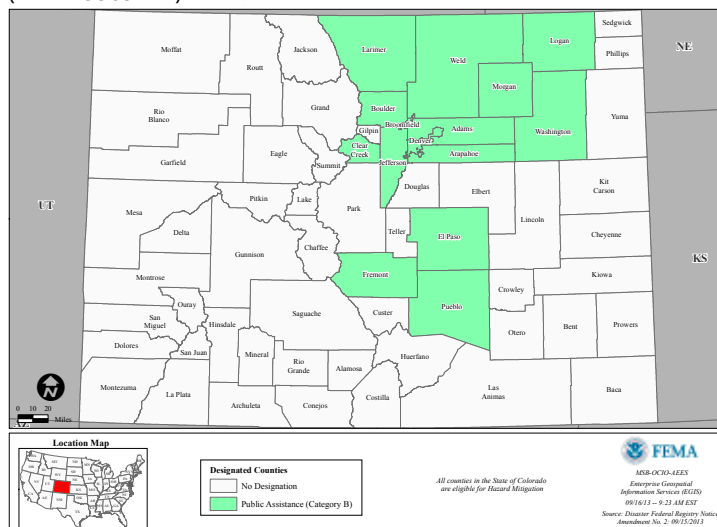 Moffat
Routt
Jackson
Larimer
Weld
Logan
Sedgwick
Phillips
NE
Morgan
Grand
Rio
Blanco
Boulder
Broomfield
Gilpin
Adams
Denver
Washington
Yuma
Clear
Creek
Arapahoe
Jefferson
Garfield
Eagle
Summit
Douglas
Elbert
Kit
Carson
UT
Pitkin
Lake
Park
Lincoln
Mesa
Delta
Teller
El Paso
Cheyenne
Chaffee
Gunnison
KS
Fremont
Montrose
Kiowa
Crowley
Pueblo
Ouray
Saguache
Custer
San
Miguel
Hinsdale
Otero
Bent
Prowers
Dolores
San Juan
Mineral
Rio
Grande
Alamosa
Huerfano
Montezuma
La Plata
Archuleta
Conejos
Costilla
Las
Animas
Baca
N
0 10 20
Miles
AZ
Location Map
Designated Counties
No Designation
Public Assistance (Category B)
All counties in the State of Colorado
are eligible for Hazard Mitigation
FEMA
MSB-OCIO-AEES
Enterprise Geospatial
Information Services (EGIS)
09/16/13 -- 9:23 AM EST
Source: Disaster Federal Registry Notice
Amendment No. 2: 09/15/2013